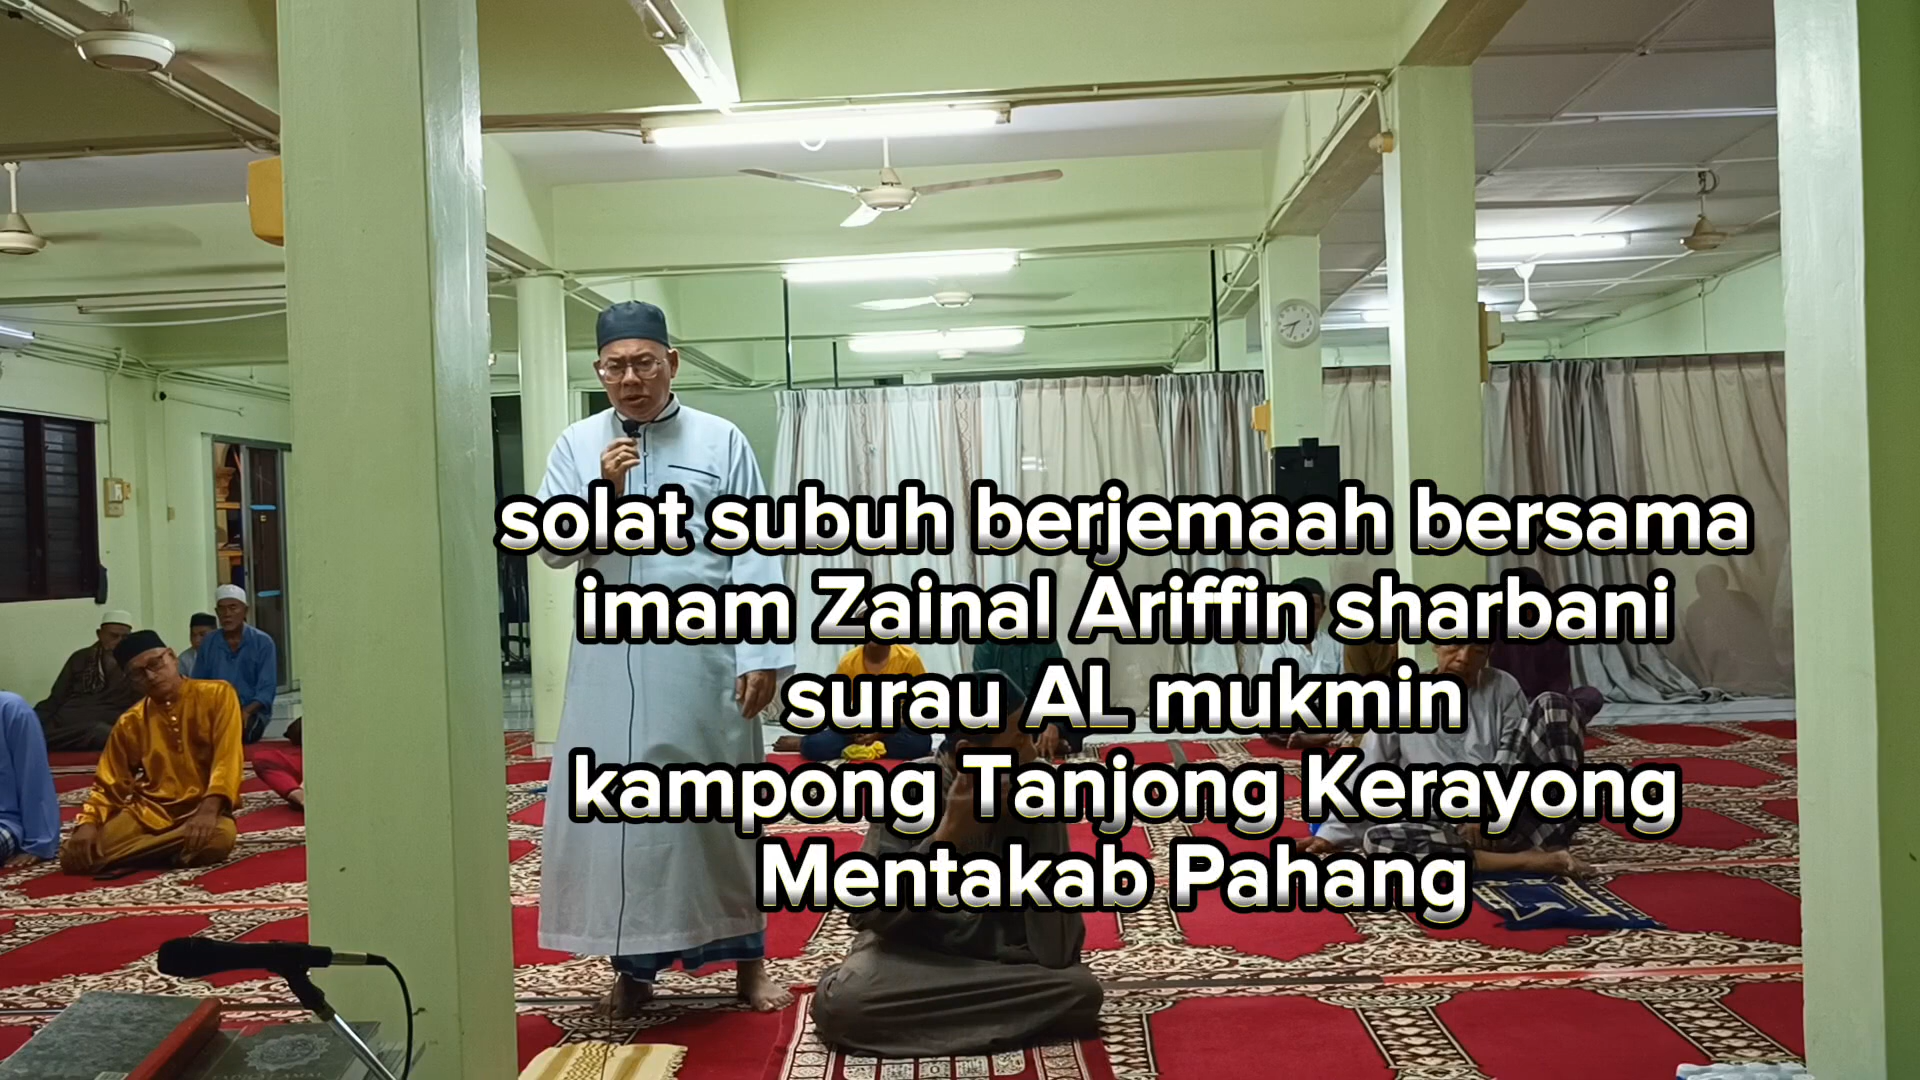 solat subuh berjemaah bersama
imam Zainal Ariffin sharbani
surau AL mukmin
kampong Tanjong Kerayong
Mentakab Pahang